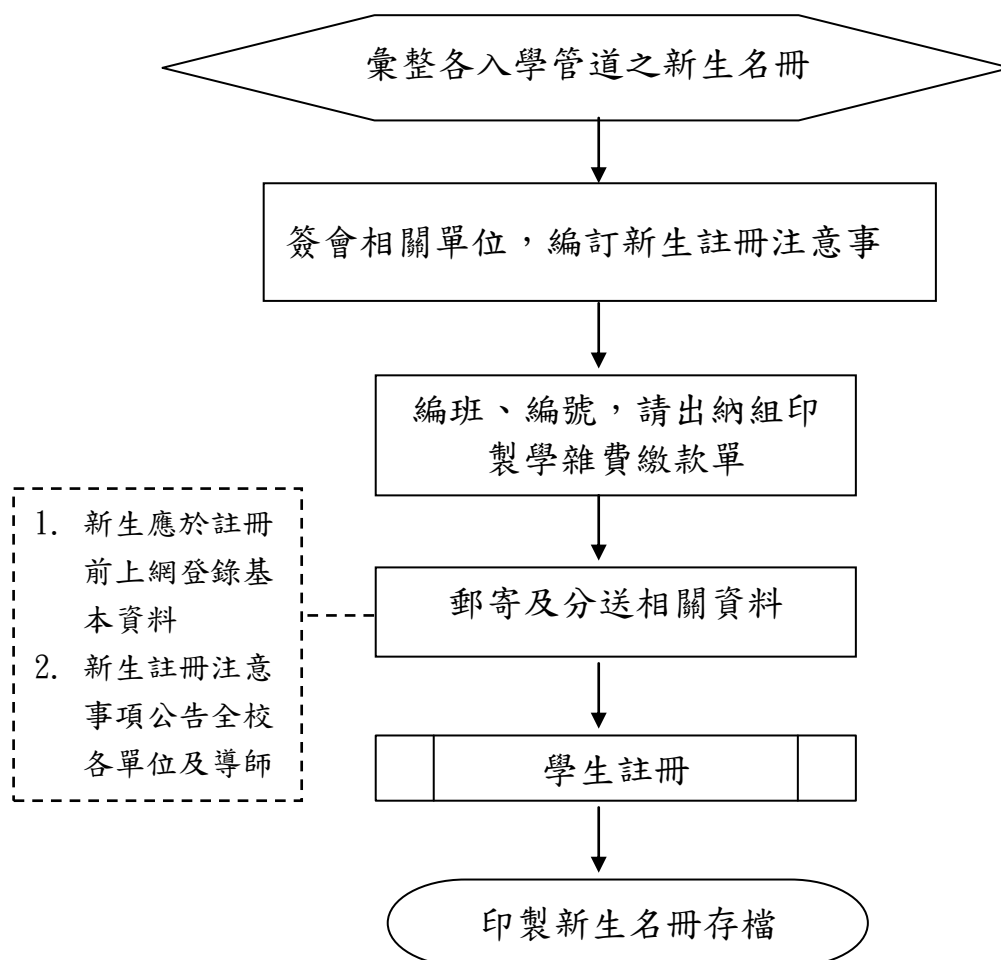 彙整各入學管道之新生名冊
簽會相關單位，編訂新生註冊注意事
編班、編號，請出納組印
製學雜費繳款單
1. 新生應於註冊
前上網登錄基
本資料
2. 新生註冊注意
事項公告全校
各單位及導師
郵寄及分送相關資料
學生註冊
印製新生名冊存檔